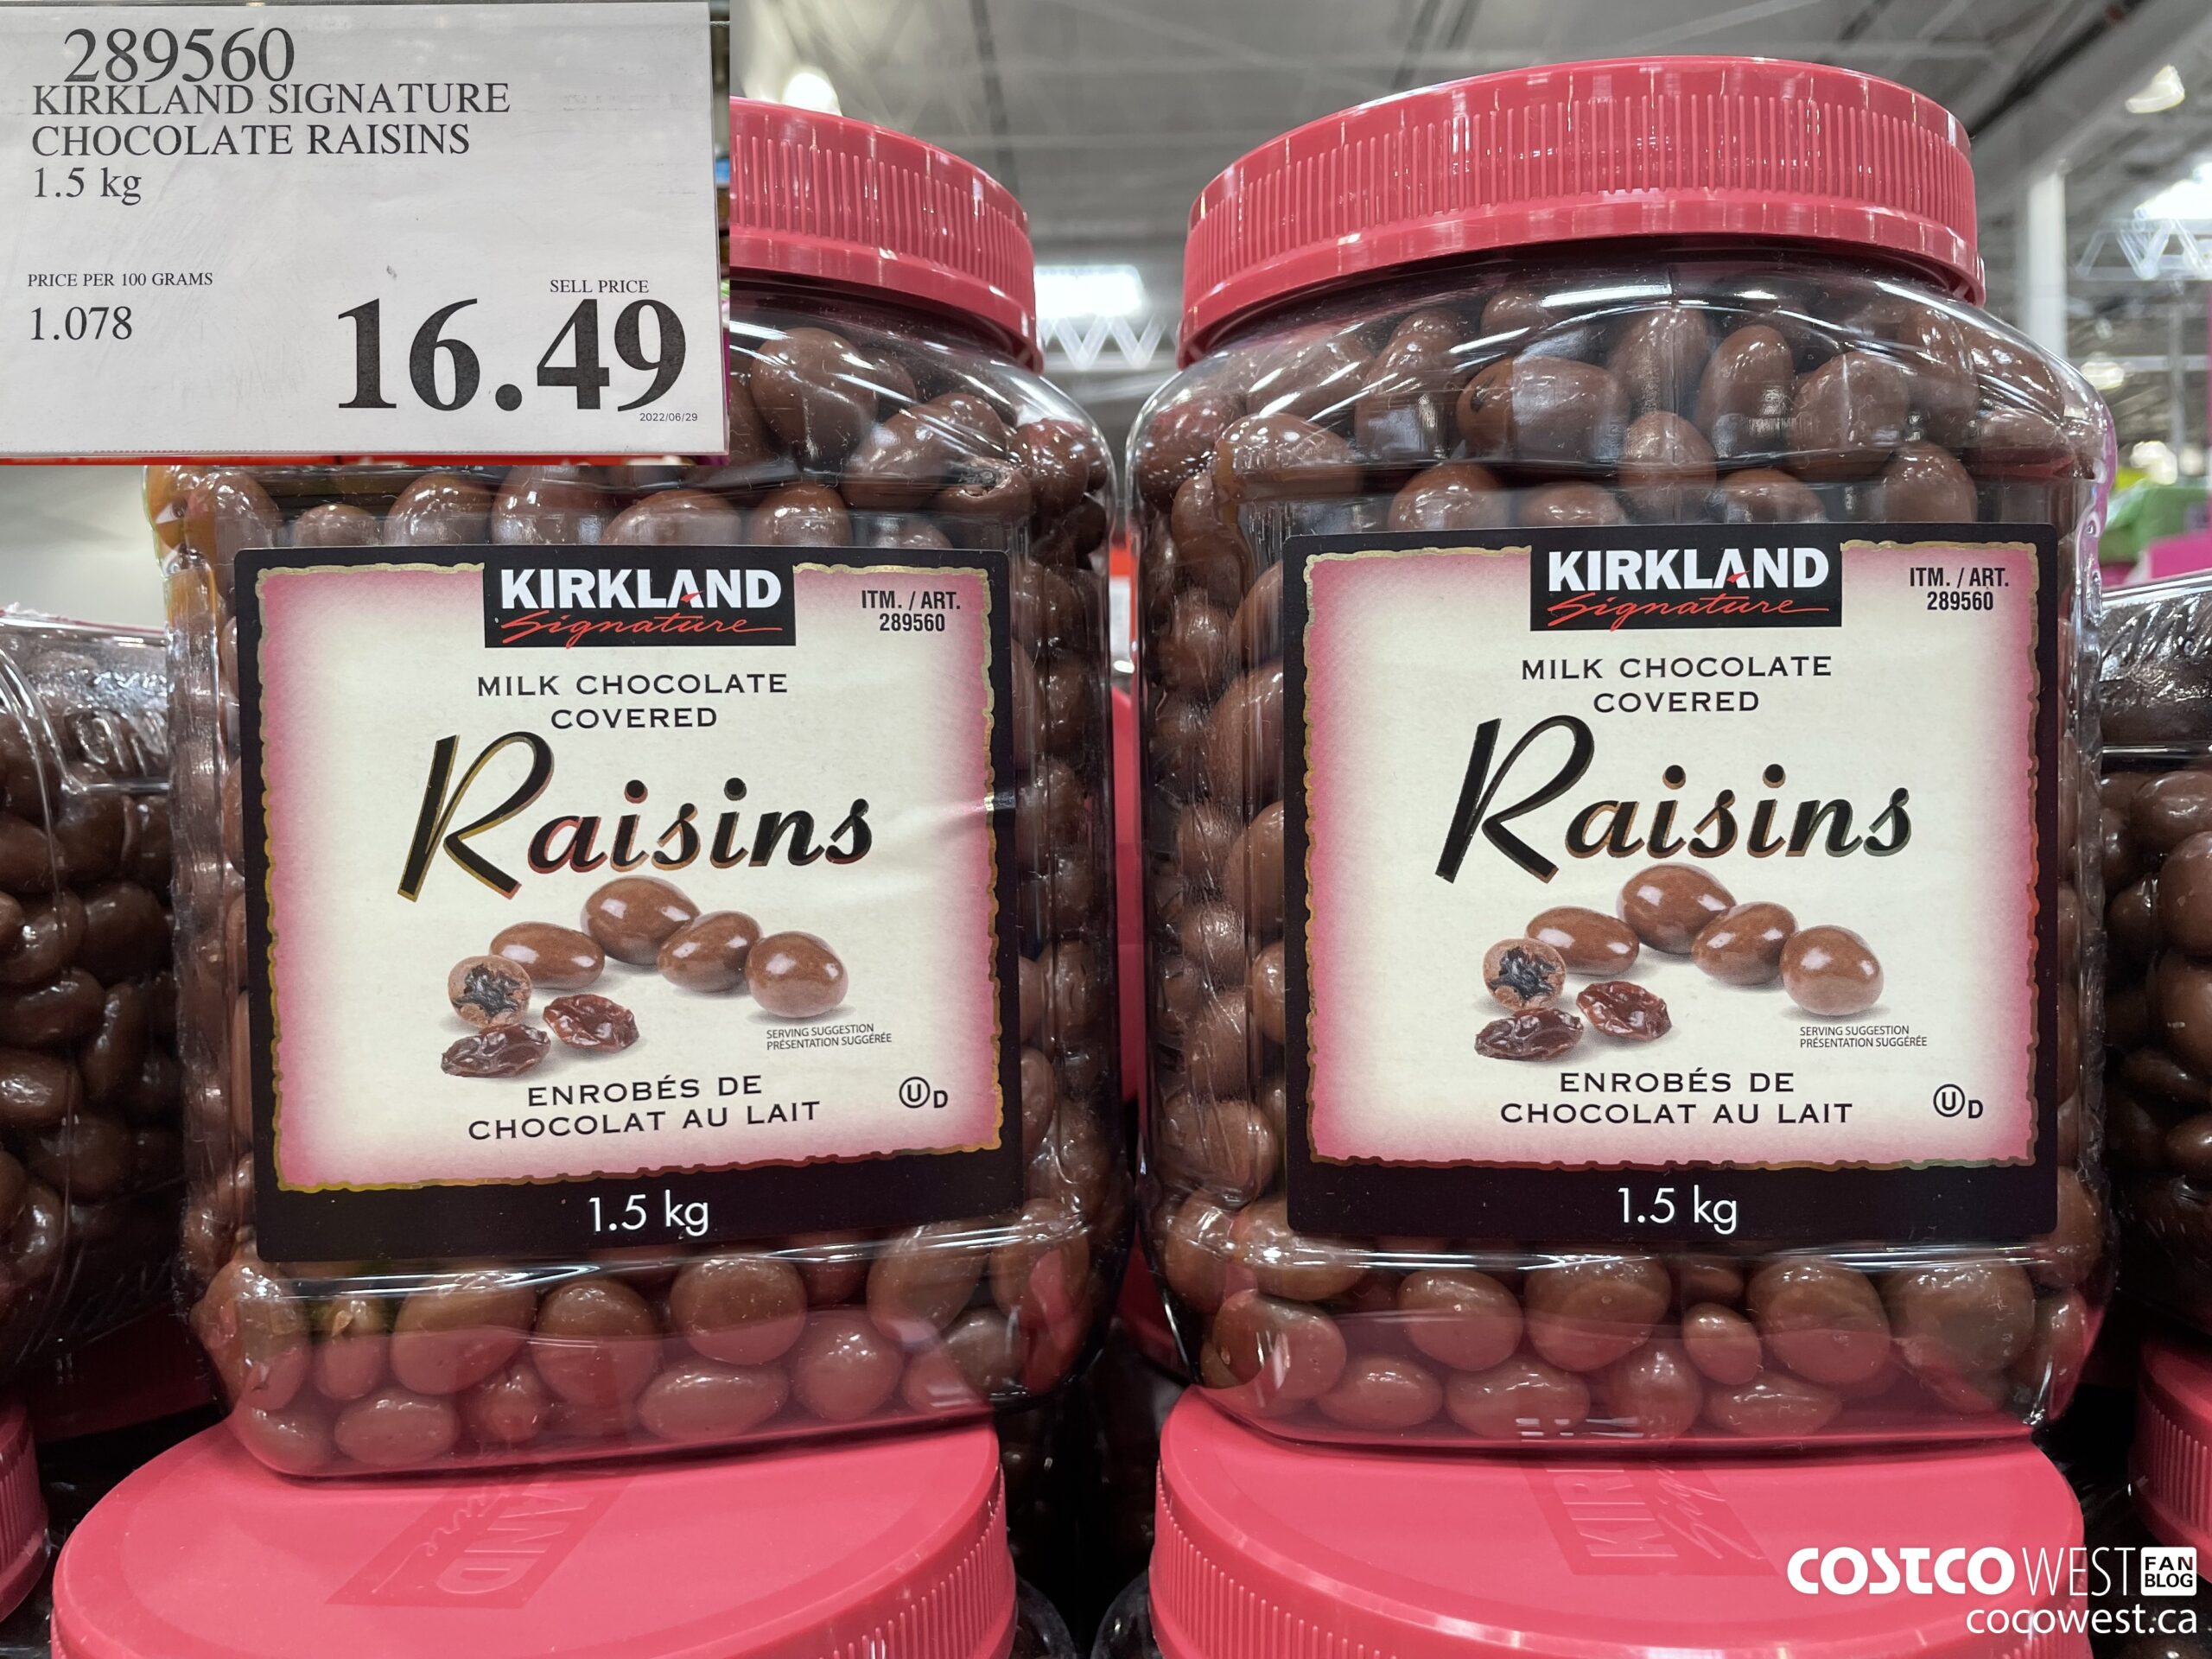 289560
KIRKLAND SIGNATURE
CHOCOLATE RAISINS
1.5 kg
PRICE PER 100 GRAMS
1.078
SELL PRICE
16.49
2022/06/29
KIRKLAND
Signature
ITM. / ART.
289560
MILK CHOCOLATE
COVERED
Raisins
SERVING SUGGESTION
PRÉSENTATION SUGGÉRÉE
ENROBÉS DE
CHOCOLAT AU LAIT
U D
1.5 kg
KIRKLAND
Signature
ITM. / ART.
289560
MILK CHOCOLATE
COVERED
Raisins
SERVING SUGGESTION
PRÉSENTATION SUGGÉRÉE
ENROBÉS DE
CHOCOLAT AU LAIT
U D
1.5 kg
COSTCO WEST FAN BLOG
cocowest.ca